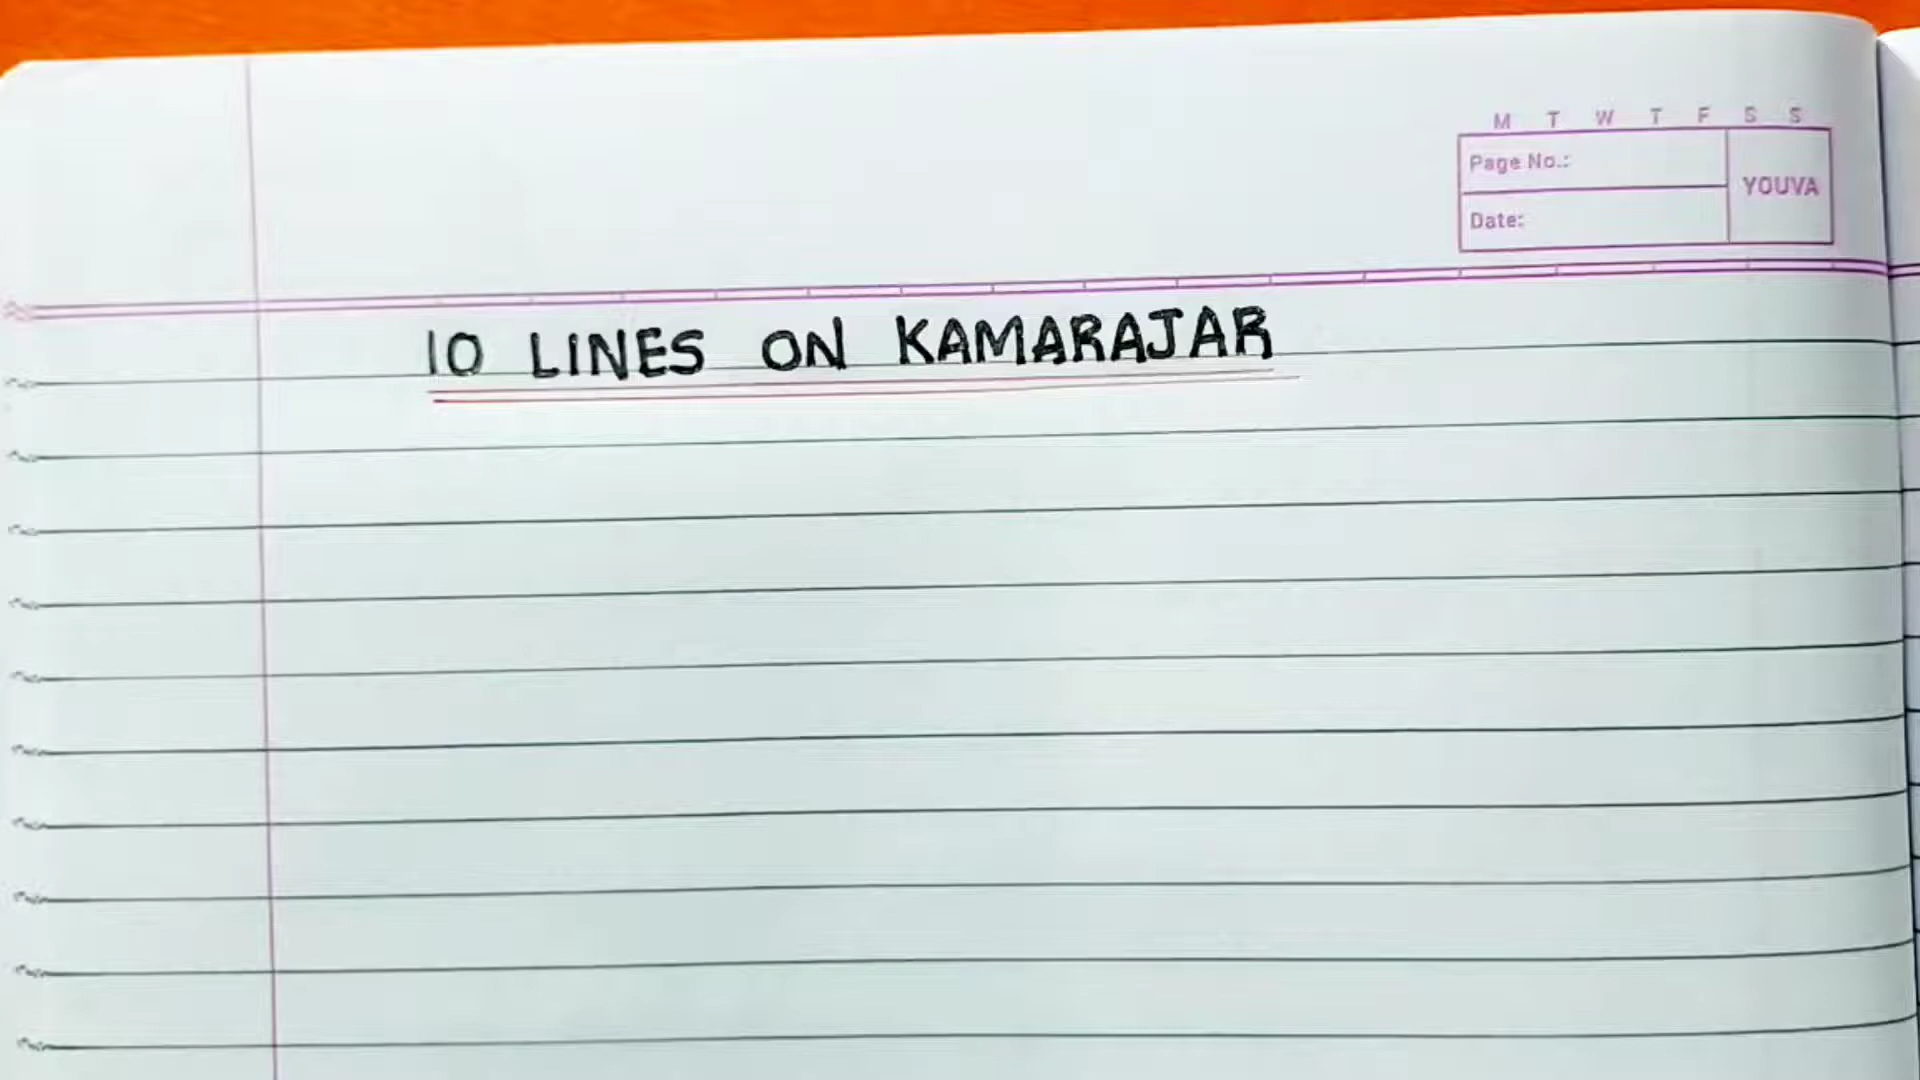 M T W T F S S
Page No.:
YOUVA
Date:
10 LINES ON KAMARAJAR